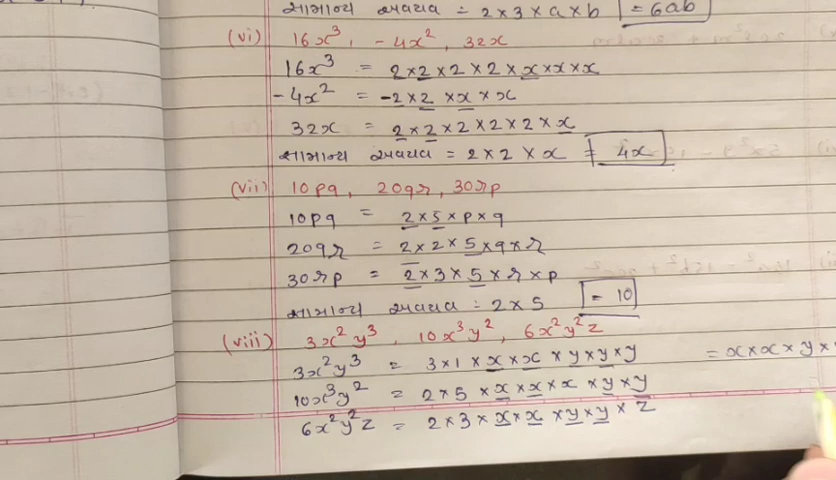 સામાન્ય અવયવ = 2 × 3 × a × b = 6ab
(vi) 16x³, - 4x², 32x
16x³ = 2 × 2 × 2 × 2 × x × x × x
- 4x² = -2 × 2 × x × x
32x = 2 × 2 × 2 × 2 × 2 × x
સામાન્ય અવયવ = 2 × 2 × x = 4x
(vii) 10pq, 20qr, 30rp
10pq = 2 × 5 × p × q
20qr = 2 × 2 × 5 × q × r
30rp = 2 × 3 × 5 × r × p
સામાન્ય અવયવ = 2 × 5 = 10
(viii) 3x²y³, 10x³y², 6x²y²z
3x²y³ = 3 × 1 × x × x × y × y × y = x × x × y ×
10x³y² = 2 × 5 × x × x × x × y × y
6x²y²z = 2 × 3 × x × x × y × y × z